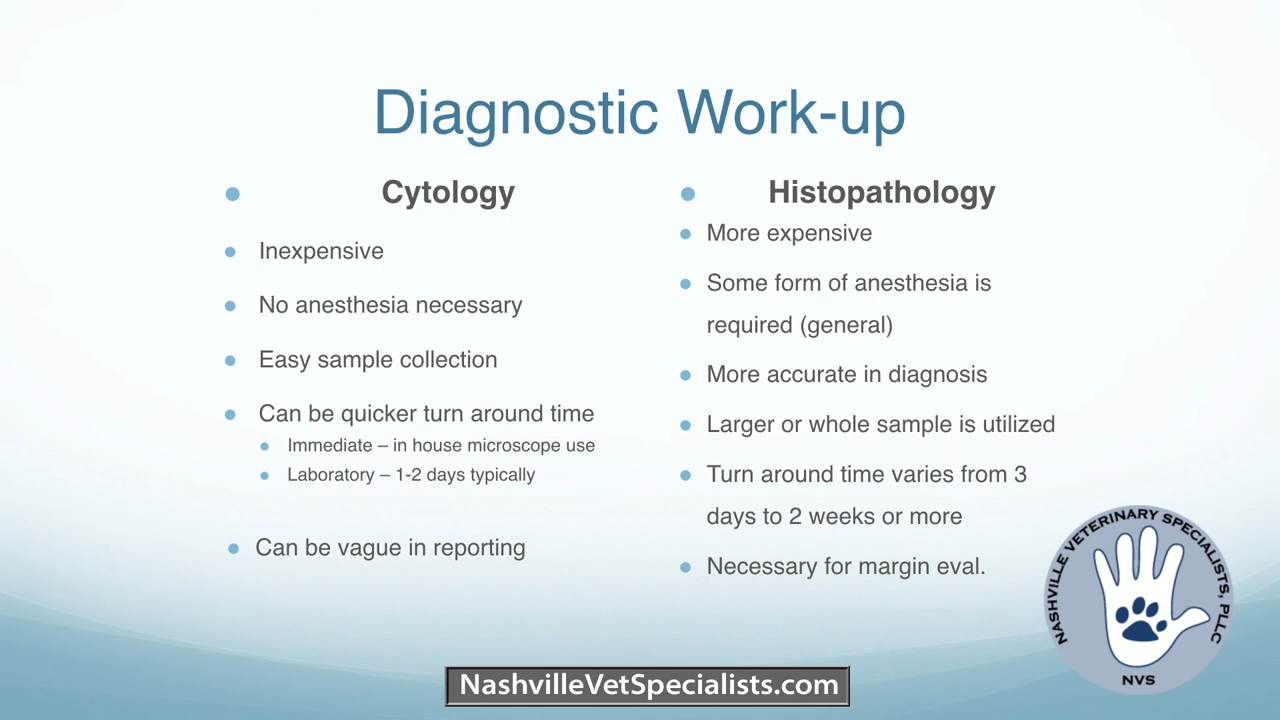 Diagnostic Work-up
Cytology
Inexpensive
No anesthesia necessary
Easy sample collection
Can be quicker turn around time
Immediate – in house microscope use
Laboratory – 1-2 days typically
Can be vague in reporting
Histopathology
More expensive
Some form of anesthesia is
required (general)
More accurate in diagnosis
Larger or whole sample is utilized
Turn around time varies from 3
days to 2 weeks or more
Necessary for margin eval.
NASHVILLE VETERINARY SPECIALISTS, PLLC
NVS
NashvilleVetSpecialists.com